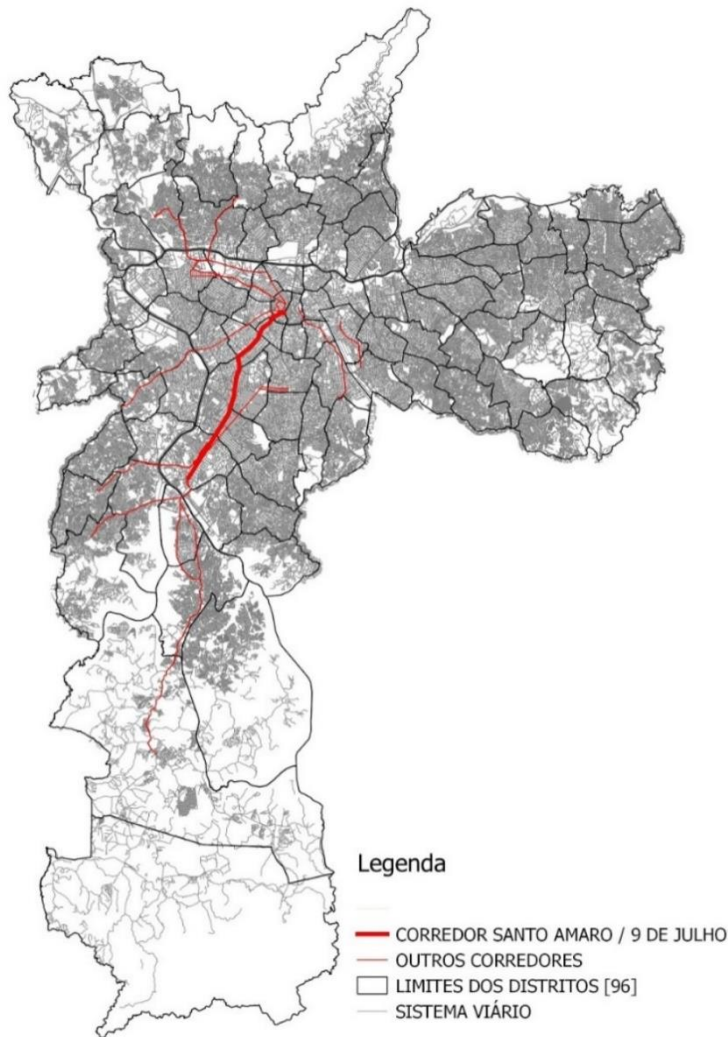 Legenda
CORREDOR SANTO AMARO / 9 DE JULHO
OUTROS CORREDORES
LIMITES DOS DISTRITOS [96]
SISTEMA VIÁRIO